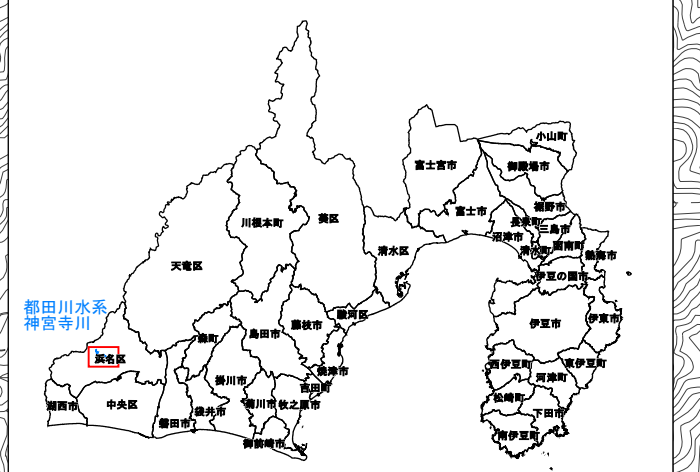 小山町
富士宮市
御殿場市
裾野市
富士市
長泉町
葵区
川根本町
三島市
沼津市
函南町
清水町
清水区
熱海市
天竜区
伊豆の国市
都田川水系
神宮寺川
駿河区
伊東市
伊豆市
藤枝市
島田市
森町
浜名区
西伊豆町
東伊豆町
焼津市
河津町
掛川市
吉田町
松崎町
湖西市
中央区
菊川市
牧之原市
袋井市
下田市
磐田市
南伊豆町
御前崎市